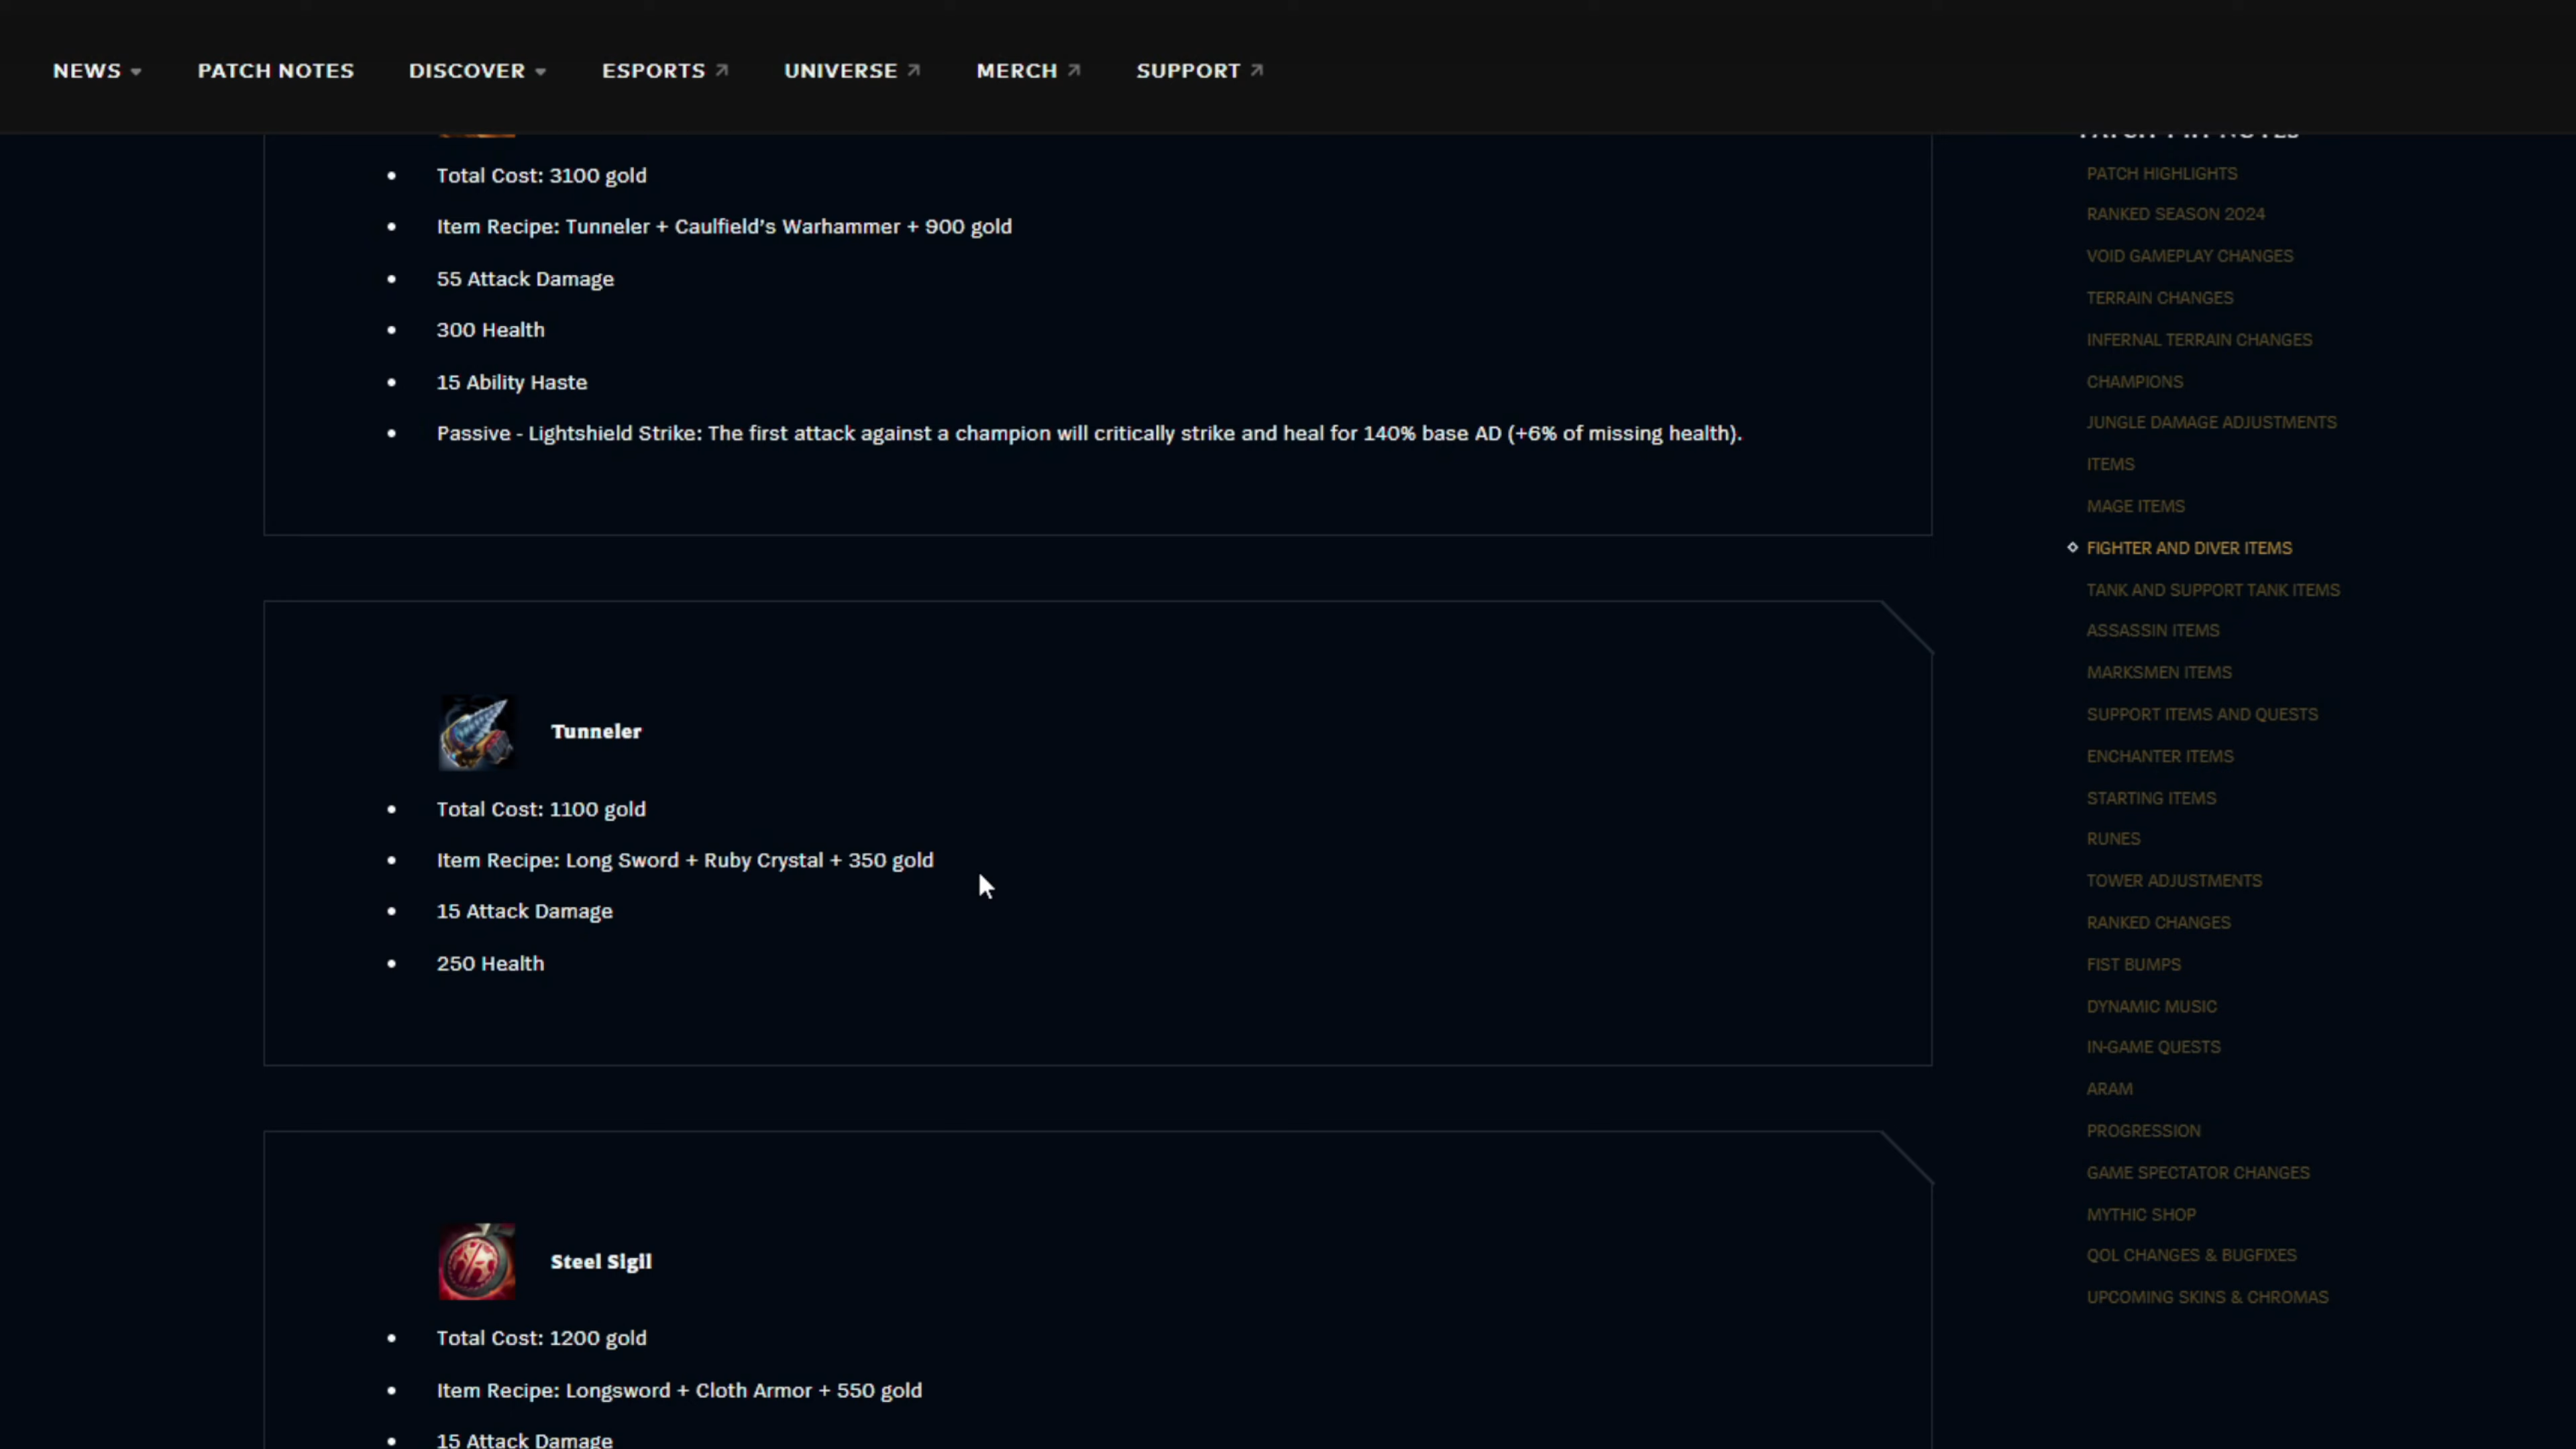 NEWS
PATCH NOTES
DISCOVER
ESPORTS
UNIVERSE
MERCH
SUPPORT
Total Cost: 3100 gold
Item Recipe: Tunneler + Caulfield's Warhammer + 900 gold
55 Attack Damage
300 Health
15 Ability Haste
Passive - Lightshield Strike: The first attack against a champion will critically strike and heal for 140% base AD (+6% of missing health).
Tunneler
Total Cost: 1100 gold
Item Recipe: Long Sword + Ruby Crystal + 350 gold
15 Attack Damage
250 Health
Steel Sigil
Total Cost: 1200 gold
Item Recipe: Longsword + Cloth Armor + 550 gold
15 Attack Damage
PATCH HIGHLIGHTS
RANKED SEASON 2024
VOID GAMEPLAY CHANGES
TERRAIN CHANGES
INFERNAL TERRAIN CHANGES
CHAMPIONS
JUNGLE DAMAGE ADJUSTMENTS
ITEMS
MAGE ITEMS
FIGHTER AND DIVER ITEMS
TANK AND SUPPORT TANK ITEMS
ASSASSIN ITEMS
MARKSMEN ITEMS
SUPPORT ITEMS AND QUESTS
ENCHANTER ITEMS
STARTING ITEMS
RUNES
TOWER ADJUSTMENTS
RANKED CHANGES
FIST BUMPS
DYNAMIC MUSIC
IN-GAME QUESTS
ARAM
PROGRESSION
GAME SPECTATOR CHANGES
MYTHIC SHOP
QOL CHANGES & BUGFIXES
UPCOMING SKINS & CHROMAS